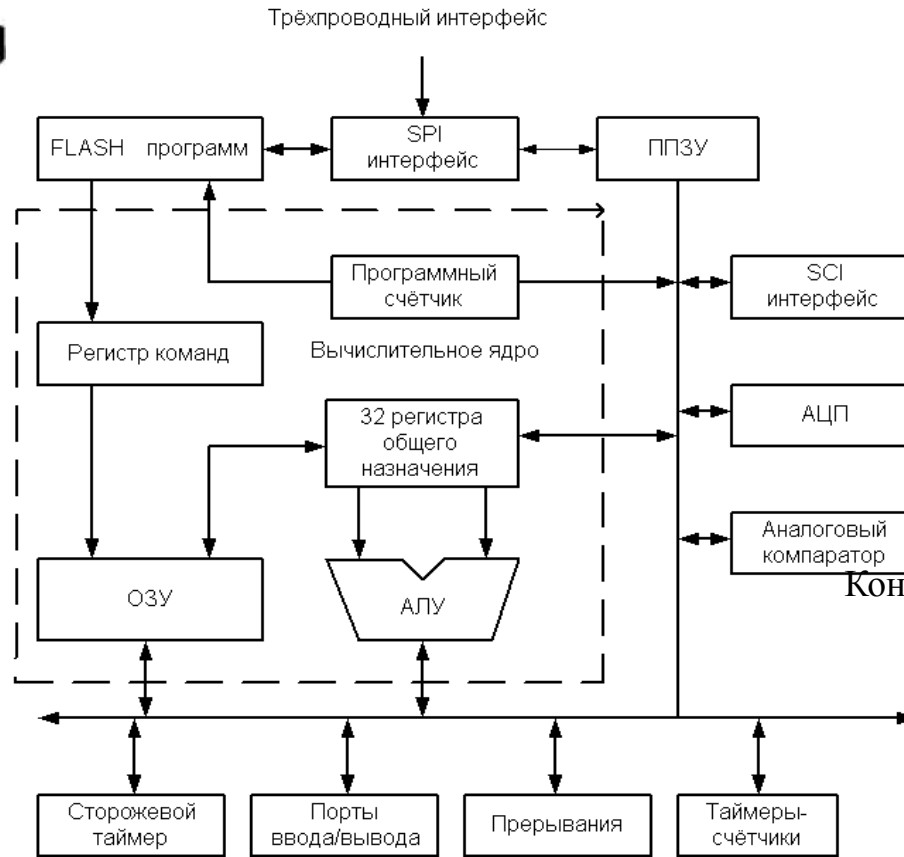 Трёхпроводный интерфейс
FLASH программ
SPI
интерфейс
ППЗУ
Программный
счётчик
SCI
интерфейс
Регистр команд
Вычислительное ядро
32 регистра
общего
назначения
АЦП
Аналоговый
компаратор
Кон
ОЗУ
АЛУ
Сторожевой
таймер
Порты
ввода/вывода
Прерывания
Таймеры-
счётчики